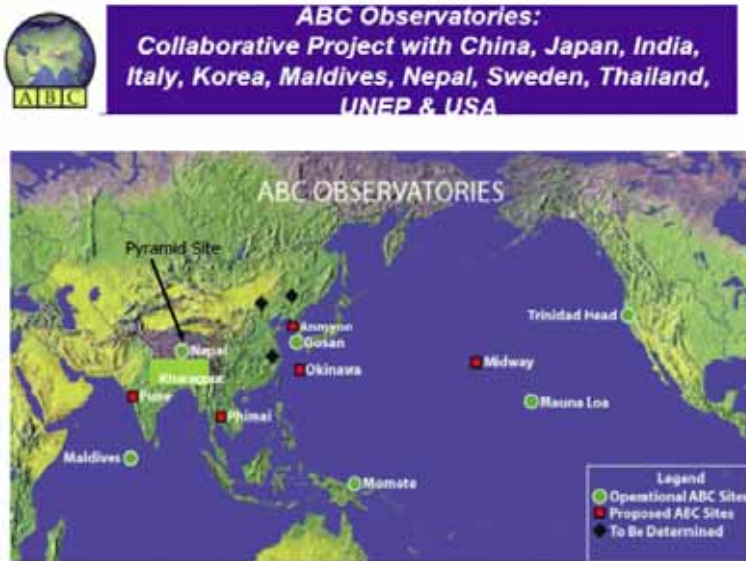 ABC Observatories:
Collaborative Project with China, Japan, India,
Italy, Korea, Maldives, Nepal, Sweden, Thailand,
UNEP & USA
A B C
ABC OBSERVATORIES
Pyramid Site
Trinidad Head
Anmyon
Gosan
Nepal
Midway
Okinawa
Kharagpur
Pune
Mauna Loa
Phimai
Maldives
Momote
Legend
Operational ABC Sites
Proposed ABC Sites
To Be Determined